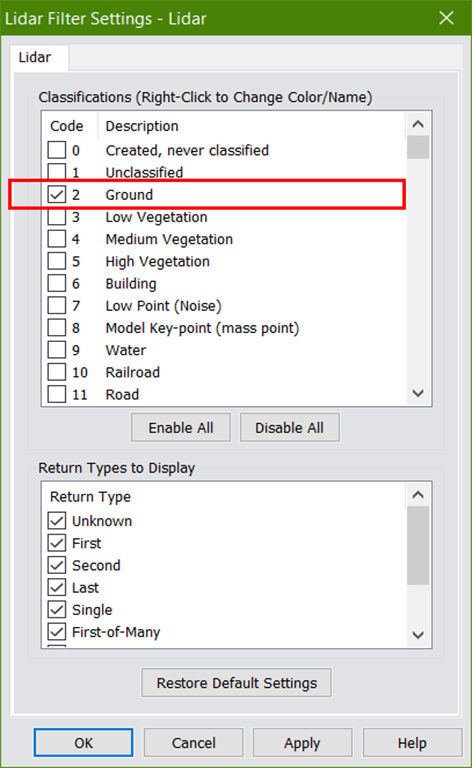 Lidar Filter Settings - Lidar
Lidar
Classifications (Right-Click to Change Color/Name)
Code Description
0 Created, never classified
1 Unclassified
2 Ground
3 Low Vegetation
4 Medium Vegetation
5 High Vegetation
6 Building
7 Low Point (Noise)
8 Model Key-point (mass point)
9 Water
10 Railroad
11 Road
Enable All Disable All
Return Types to Display
Return Type
Unknown
First
Second
Last
Single
First-of-Many
Restore Default Settings
OK Cancel Apply Help